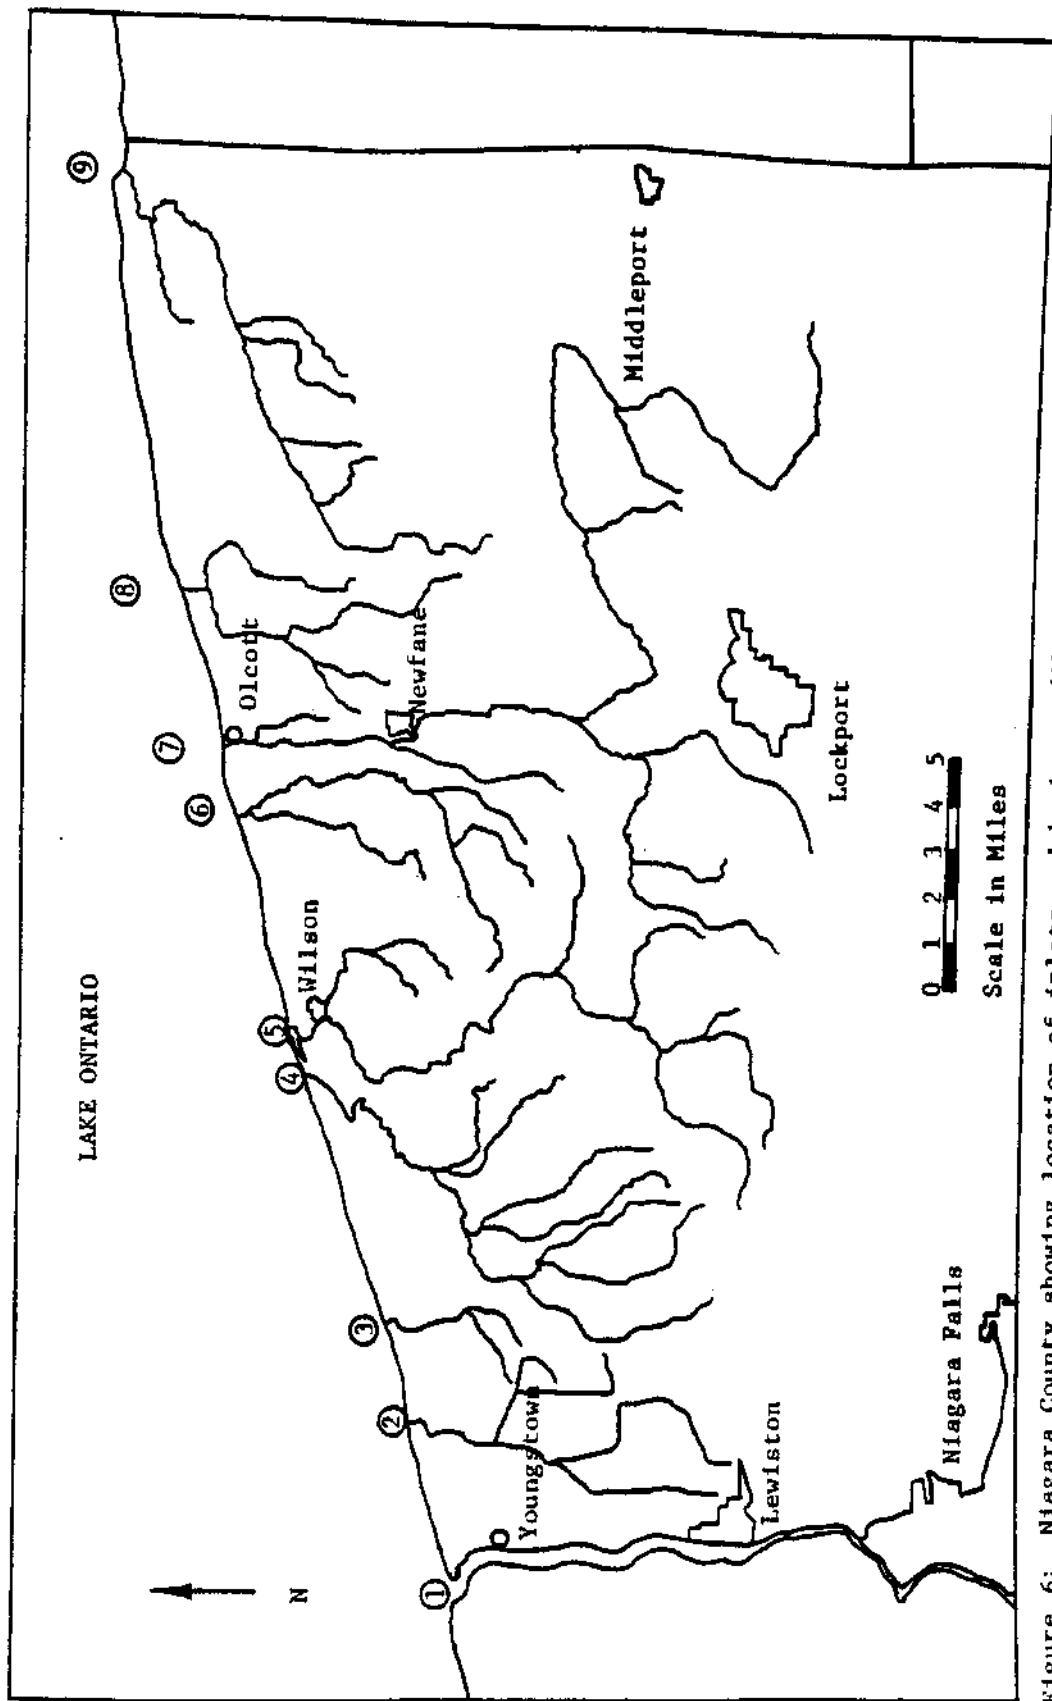 LAKE ONTARIO
N
①
②
③
④
⑤
⑥
⑦
⑧
⑨
Youngstown
Lewiston
Niagara Falls
Wilson
Olcott
Newfane
Lockport
Middleport
0 1 2 3 4 5
Scale in Miles
Figure 6: Niagara County showing location of inlets